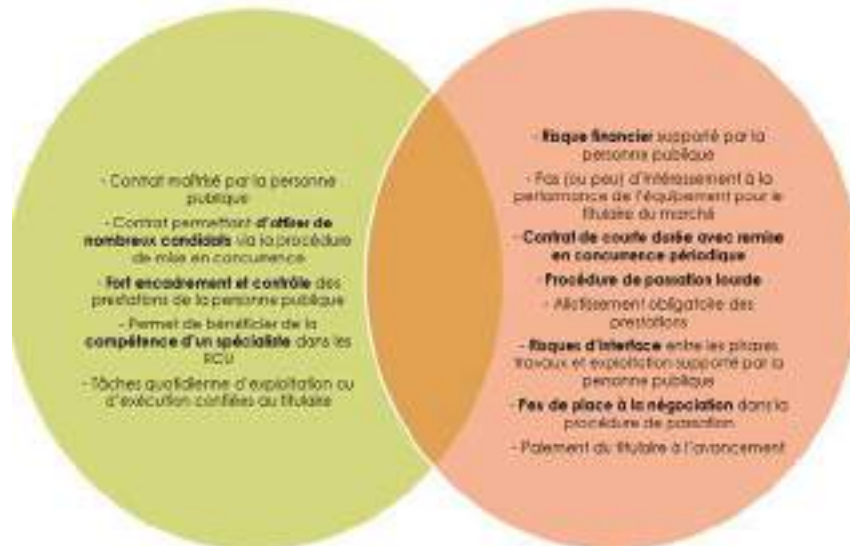 - Contrat maîtrisé par la personne
publique
- Contrat permettant d'attirer de
nombreux candidats via la procédure
de mise en concurrence
- Fort encadrement et contrôle des
prestations de la personne publique
- Permet de bénéficier de la
compétence d'un spécialiste dans les
RCU
- Tâches quotidienne d'exploitation ou
d'exécution confiées au titulaire
- Risque financier supporté par la
personne publique
- Pas (ou peu) d'intéressement à la
performance de l'équipement pour le
titulaire du marché
- Contrat de courte durée avec remise
en concurrence périodique
- Procédure de passation lourde
- Allotissement obligatoire des
prestations
- Risques d'interface entre les phases
travaux et exploitation supporté par la
personne publique
- Peu de place à la négociation dans la
procédure de passation
- Paiement du titulaire à l'avancement